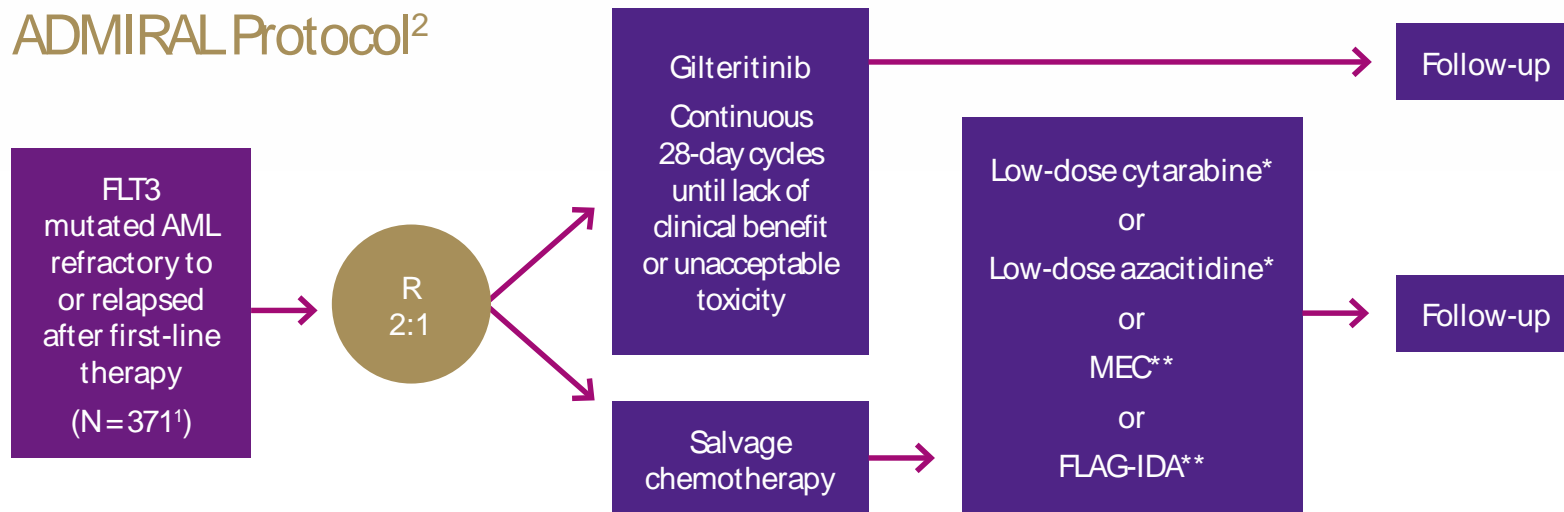 ADMIRAL Protocol²
FLT3
mutated AML
refractory to
or relapsed
after first-line
therapy
(N = 371¹)
R
2:1
Gilteritinib
Continuous
28-day cycles
until lack of
clinical benefit
or unacceptable
toxicity
Salvage
chemotherapy
Low-dose cytarabine*
or
Low-dose azacitidine*
or
MEC**
or
FLAG-IDA**
Follow-up
Follow-up